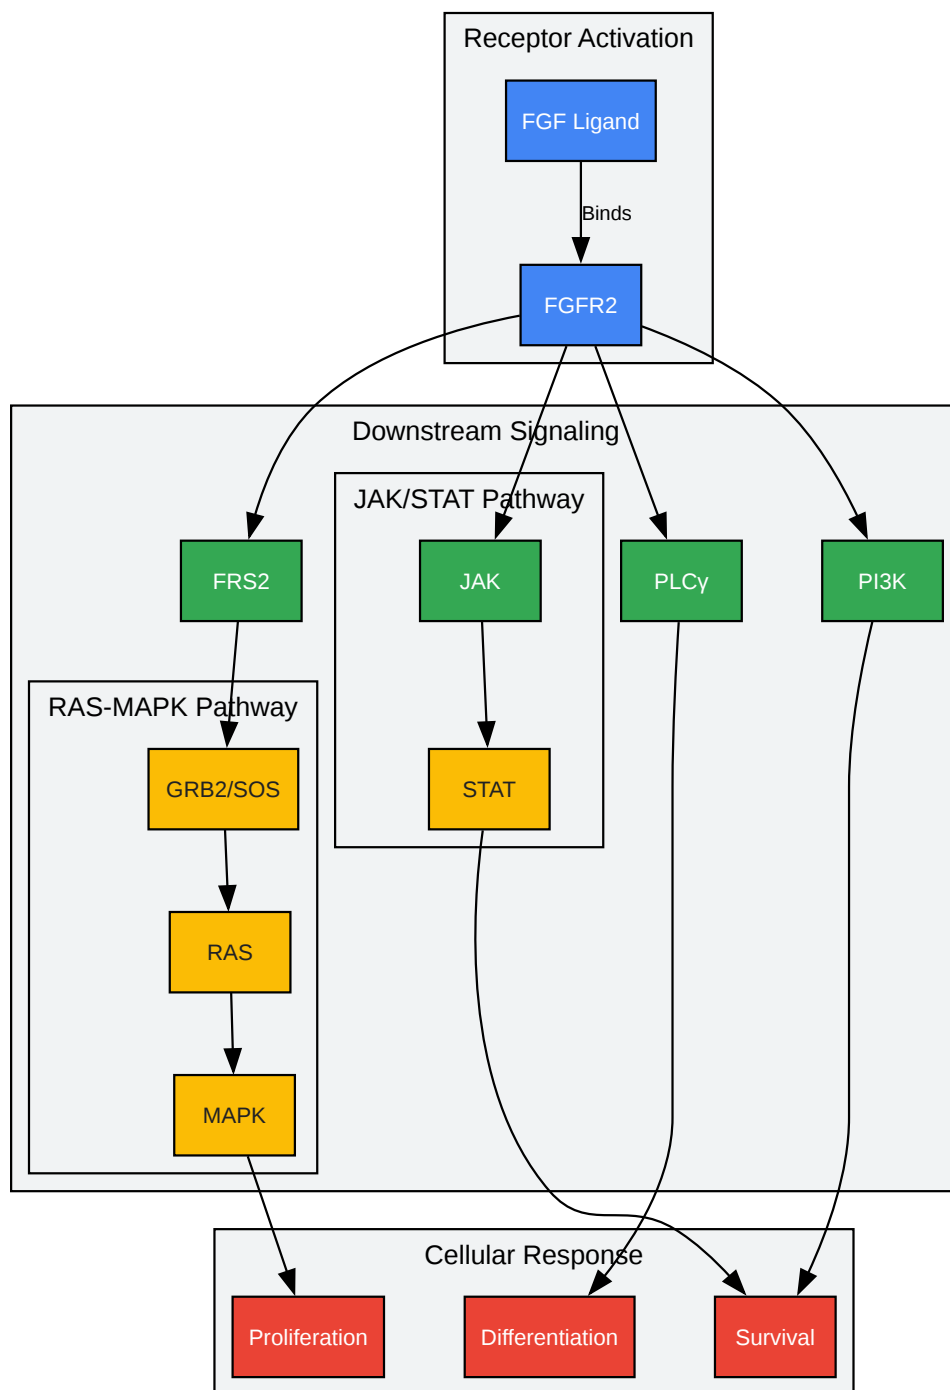 Receptor Activation
FGF Ligand
Binds
FGFR2
Downstream Signaling
JAK/STAT Pathway
FRS2
JAK
PLCγ
PI3K
RAS-MAPK Pathway
GRB2/SOS
STAT
RAS
MAPK
Cellular Response
Proliferation
Differentiation
Survival